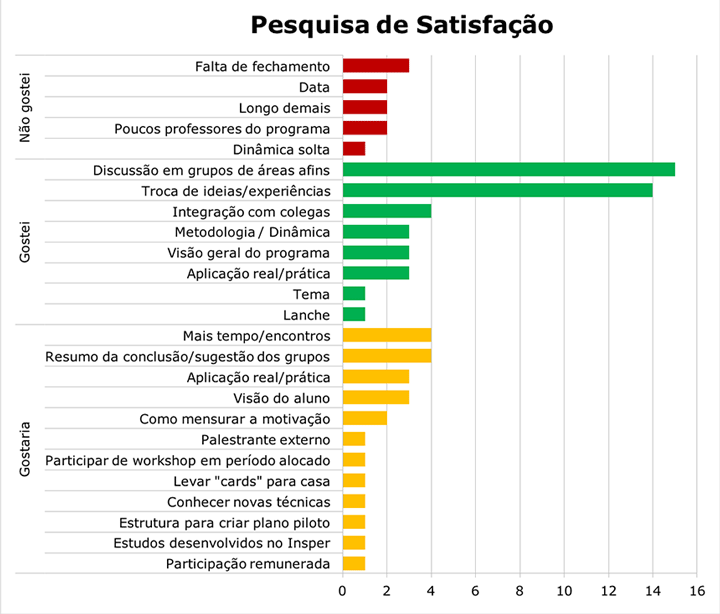 Pesquisa de Satisfação
Não gostei
Falta de fechamento
Data
Longo demais
Poucos professores do programa
Dinâmica solta
Gostei
Discussão em grupos de áreas afins
Troca de ideias/experiências
Integração com colegas
Metodologia / Dinâmica
Visão geral do programa
Aplicação real/prática
Tema
Lanche
Gostaria
Mais tempo/encontros
Resumo da conclusão/sugestão dos grupos
Aplicação real/prática
Visão do aluno
Como mensurar a motivação
Palestrante externo
Participar de workshop em período alocado
Levar "cards" para casa
Conhecer novas técnicas
Estrutura para criar plano piloto
Estudos desenvolvidos no Insper
Participação remunerada
0 2 4 6 8 10 12 14 16